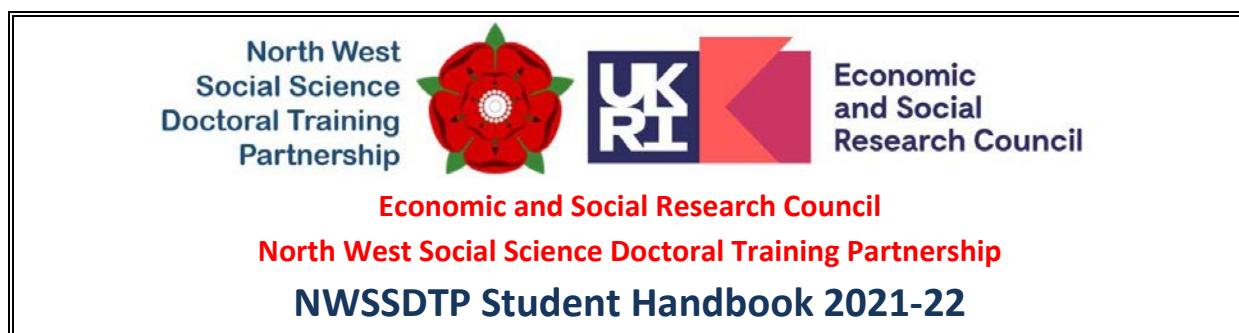 North West
Social Science
Doctoral Training
Partnership
UK
RI
Economic
and Social
Research Council
Economic and Social Research Council
North West Social Science Doctoral Training Partnership
NWSSDTP Student Handbook 2021-22